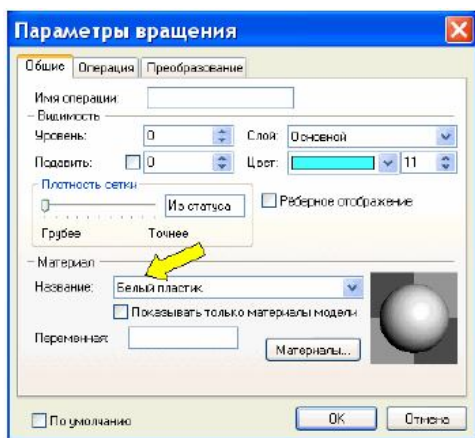 Параметры вращения
Общие Операция Преобразование
Имя операции:
Видимость
Уровень: 0 Слой: Основной
Подавить: 0 Цвет: 11
Плотность сетки
Из статуса Рёберное отображение
Грубее Точнее
Материал
Название: Белый пластик
Показывать только материалы модели
Переменная:
Материалы...
По умолчанию OK Отмена